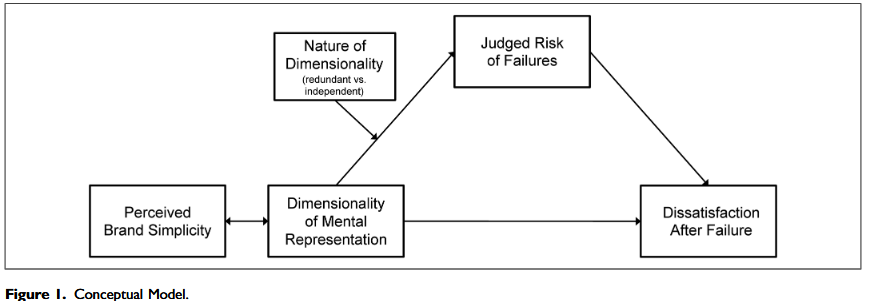 Nature of
Dimensionality
(redundant vs.
independent)
Judged Risk
of Failures
Perceived
Brand Simplicity
Dimensionality
of Mental
Representation
Dissatisfaction
After Failure
Figure 1. Conceptual Model.